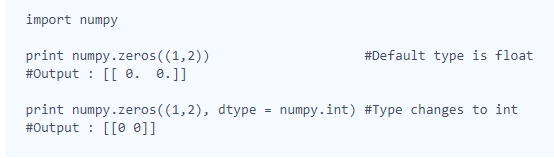 import numpy
print numpy.zeros((1,2))                    #Default type is float
#Output : [[ 0.  0.]]
print numpy.zeros((1,2), dtype = numpy.int) #Type changes to int
#Output : [[0 0]]